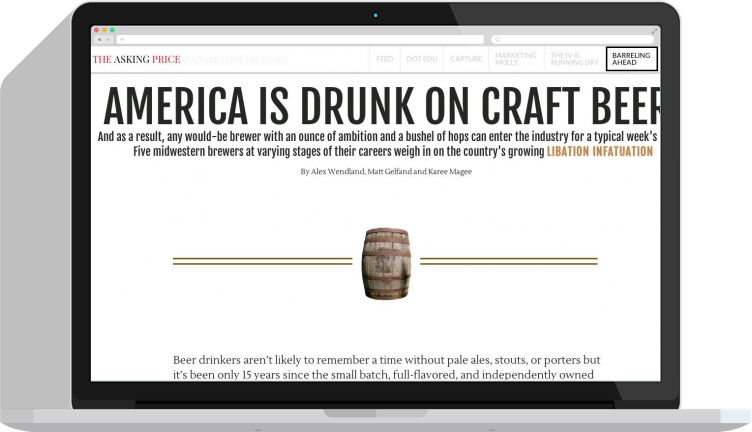 THE ASKING PRICE CULTURE COMES AT A COST
FEED
DOT EDU
CAPTURE
MARKETING
MOLLY
THE IV IS
RUNNING DRY
BARRELING
AHEAD
AMERICA IS DRUNK ON CRAFT BEER
And as a result, any would-be brewer with an ounce of ambition and a bushel of hops can enter the industry for a typical week's
Five midwestern brewers at varying stages of their careers weigh in on the country's growing LIBATION INFATUATION
By Alex Wendland, Matt Gelfand and Karee Magee
Beer drinkers aren't likely to remember a time without pale ales, stouts, or porters but
it's been only 15 years since the small batch, full-flavored, and independently owned